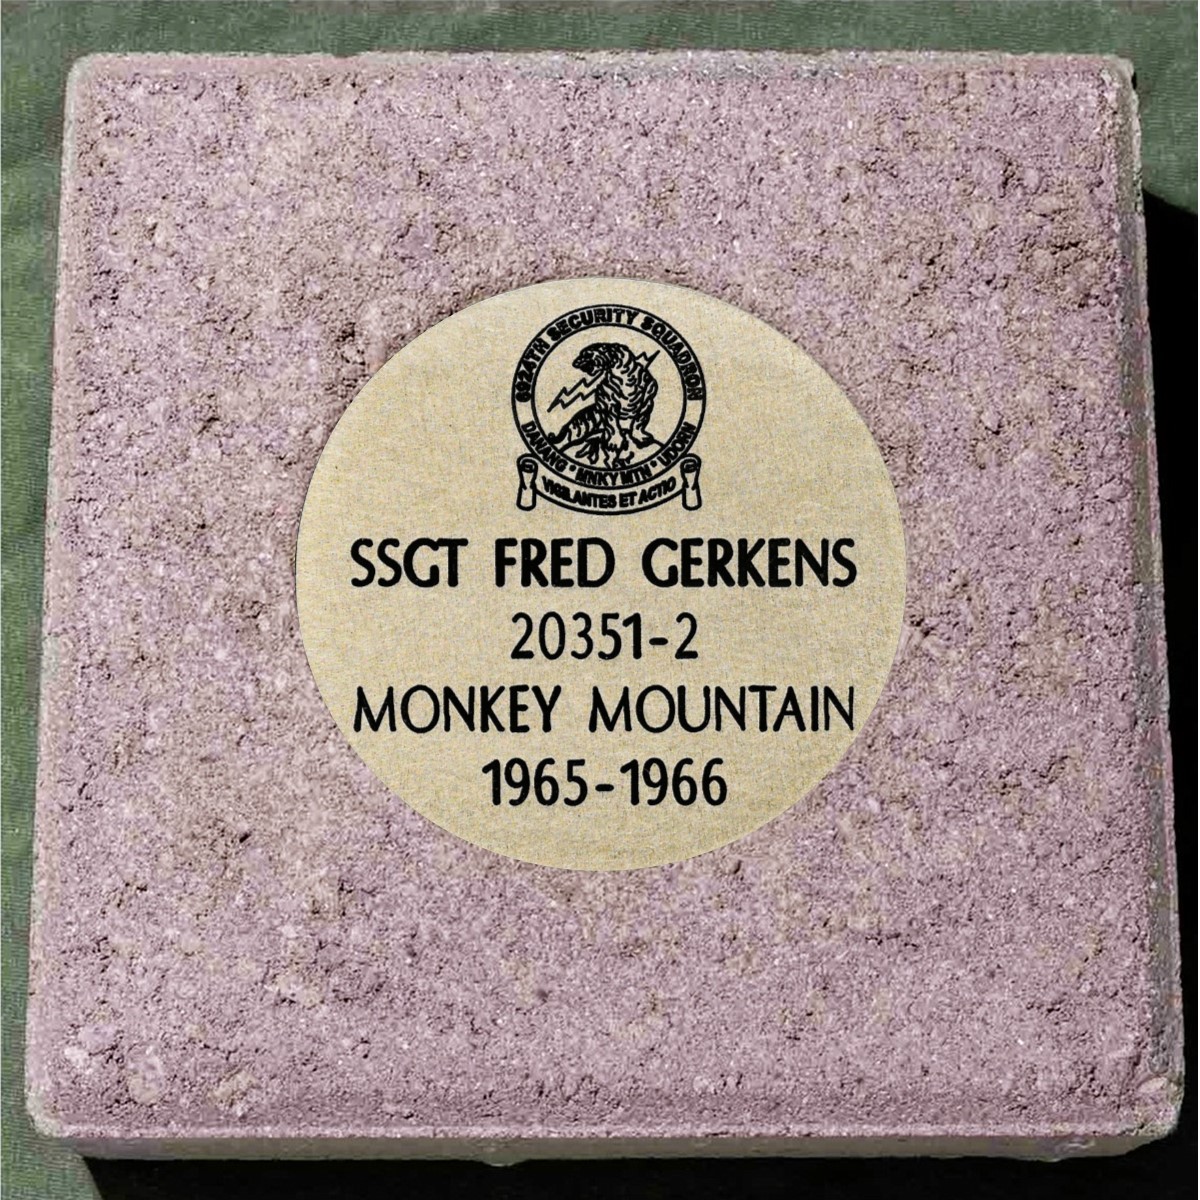 6924TH SECURITY SQUADRON
DANANG * MNKY MTN * UDORN
VIGILANTES ET ACTIO
SSGT FRED GERKENS
20351-2
MONKEY MOUNTAIN
1965-1966